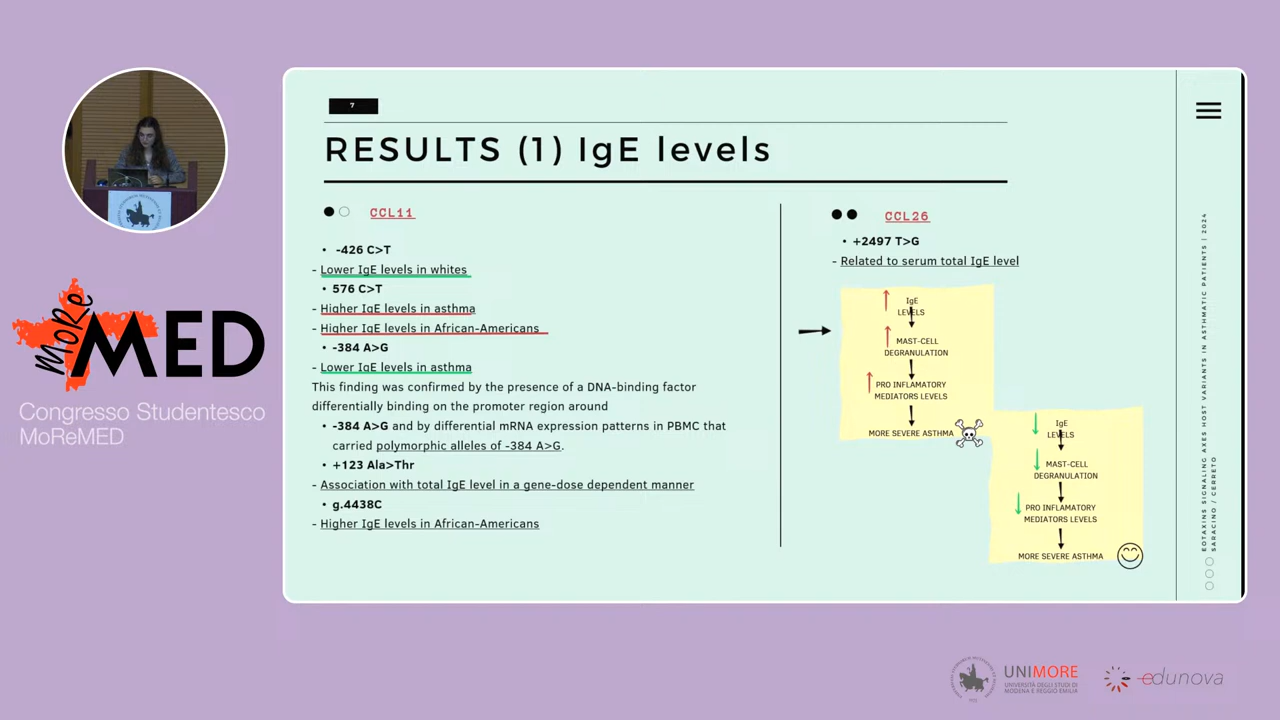 7
RESULTS (1) IgE levels
CCL11
• -426 C>T
- Lower IgE levels in whites
• 576 C>T
- Higher IgE levels in asthma
- Higher IgE levels in African-Americans
• -384 A>G
- Lower IgE levels in asthma
This finding was confirmed by the presence of a DNA-binding factor
differentially binding on the promoter region around
• -384 A>G and by differential mRNA expression patterns in PBMC that
carried polymorphic alleles of -384 A>G.
• +123 Ala>Thr
- Association with total IgE level in a gene-dose dependent manner
• g.4438C
- Higher IgE levels in African-Americans
CCL26
• +2497 T>G
- Related to serum total IgE level
IgE
LEVELS
MAST-CELL
DEGRANULATION
PRO INFLAMATORY
MEDIATORS LEVELS
MORE SEVERE ASTHMA
IgE
LEVELS
MAST-CELL
DEGRANULATION
PRO INFLAMATORY
MEDIATORS LEVELS
MORE SEVERE ASTHMA
EOTAXINS SIGNALING AXES HOST VARIANTS IN ASTHMATIC PATIENTS | 2024
SARACINO / CERRETO
MoRe
MED
Congresso Studentesco
MoReMED
UNIMORE
UNIVERSITÀ DEGLI STUDI DI
MODENA E REGGIO EMILIA
edunova